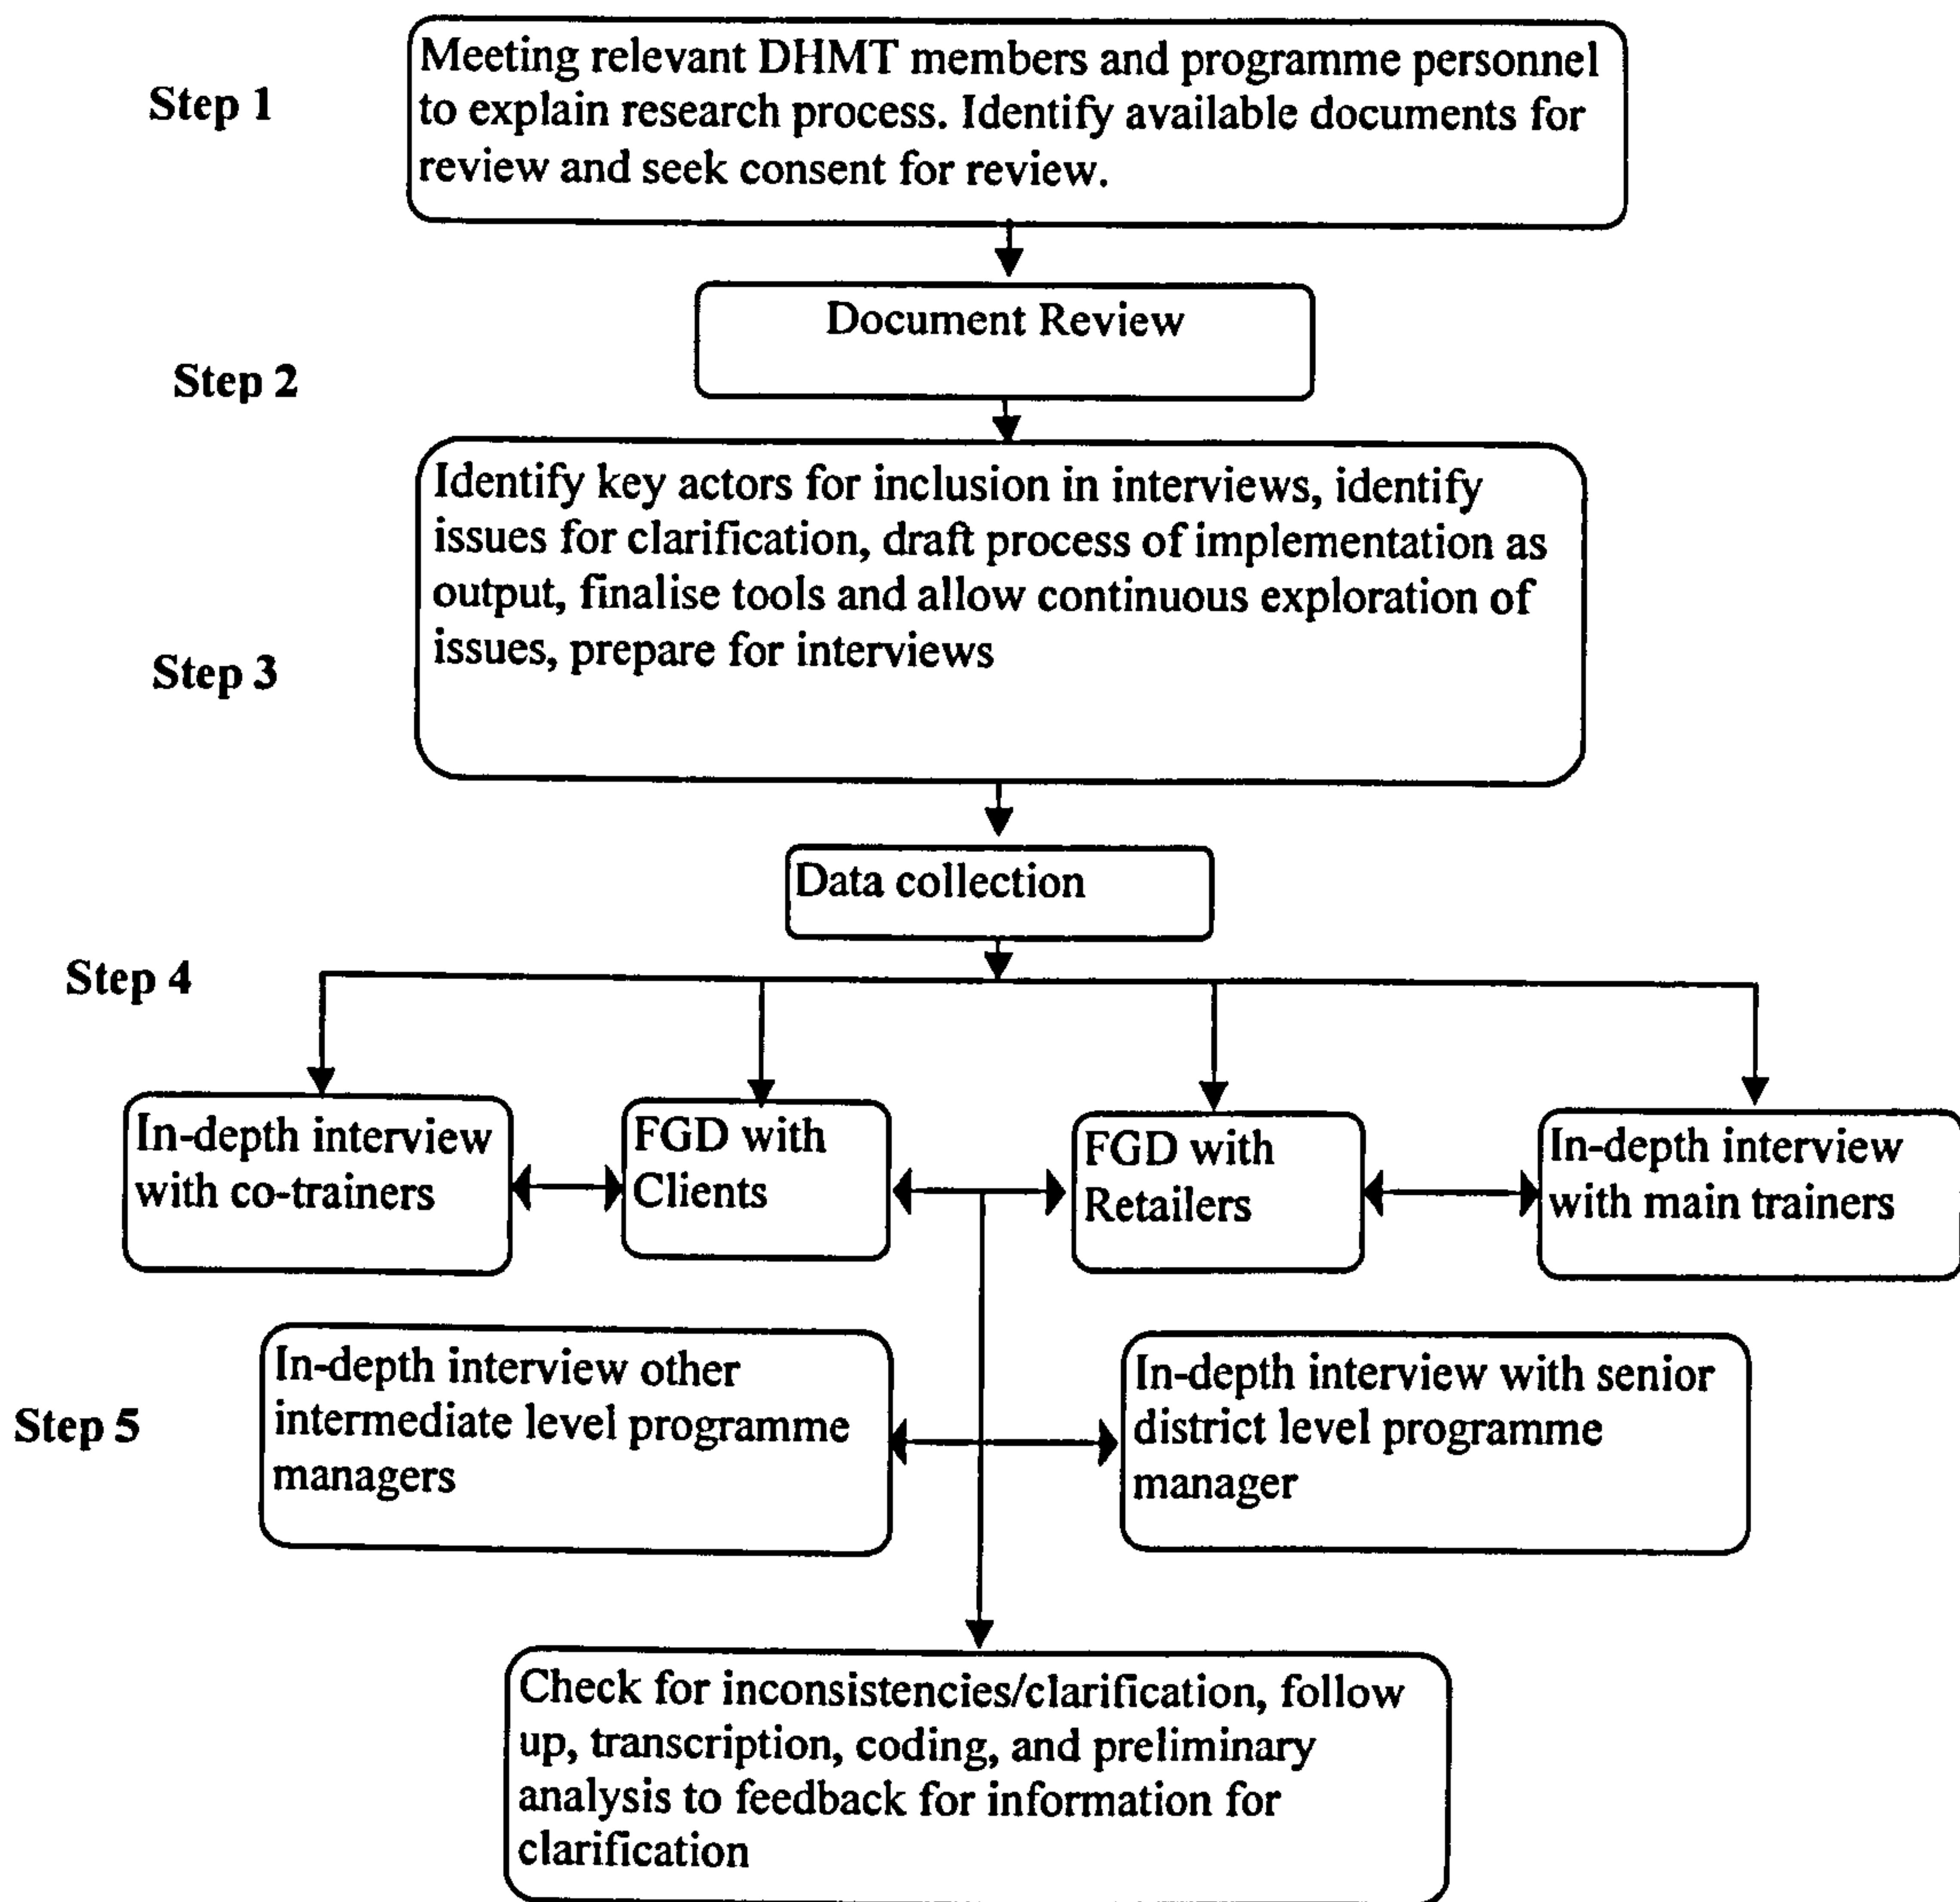 Step 1
Meeting relevant DHMT members and programme personnel
to explain research process. Identify available documents for
review and seek consent for review.
Document Review
Step 2
Identify key actors for inclusion in interviews, identify
issues for clarification, draft process of implementation as
output, finalise tools and allow continuous exploration of
issues, prepare for interviews
Step 3
Data collection
Step 4
In-depth interview
with co-trainers
FGD with
Clients
FGD with
Retailers
In-depth interview
with main trainers
Step 5
In-depth interview other
intermediate level programme
managers
In-depth interview with senior
district level programme
manager
Check for inconsistencies/clarification, follow
up, transcription, coding, and preliminary
analysis to feedback for information for
clarification